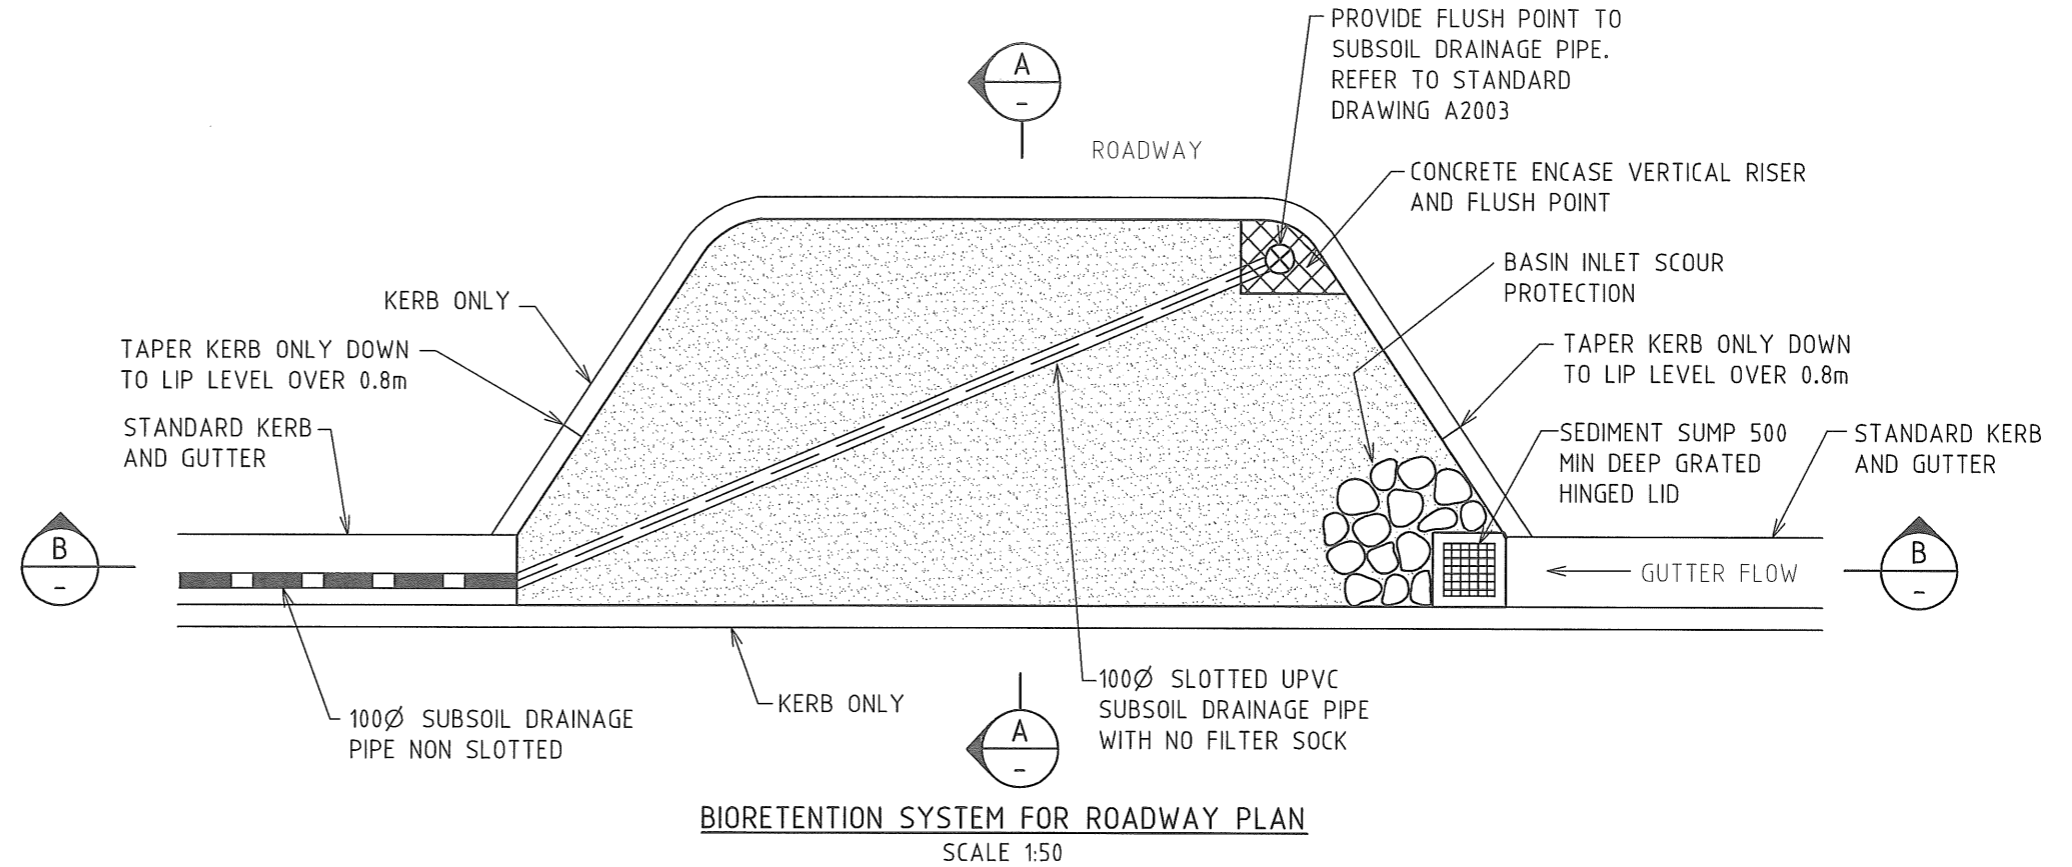 PROVIDE FLUSH POINT TO
SUBSOIL DRAINAGE PIPE.
REFER TO STANDARD
DRAWING A2003
A
-
ROADWAY
CONCRETE ENCASE VERTICAL RISER
AND FLUSH POINT
BASIN INLET SCOUR
PROTECTION
KERB ONLY
TAPER KERB ONLY DOWN
TO LIP LEVEL OVER 0.8m
TAPER KERB ONLY DOWN
TO LIP LEVEL OVER 0.8m
STANDARD KERB
AND GUTTER
SEDIMENT SUMP 500
MIN DEEP GRATED
HINGED LID
STANDARD KERB
AND GUTTER
B
-
GUTTER FLOW
B
-
100Ø SUBSOIL DRAINAGE
PIPE NON SLOTTED
KERB ONLY
A
-
100Ø SLOTTED UPVC
SUBSOIL DRAINAGE PIPE
WITH NO FILTER SOCK
BIORETENTION SYSTEM FOR ROADWAY PLAN
SCALE 1:50